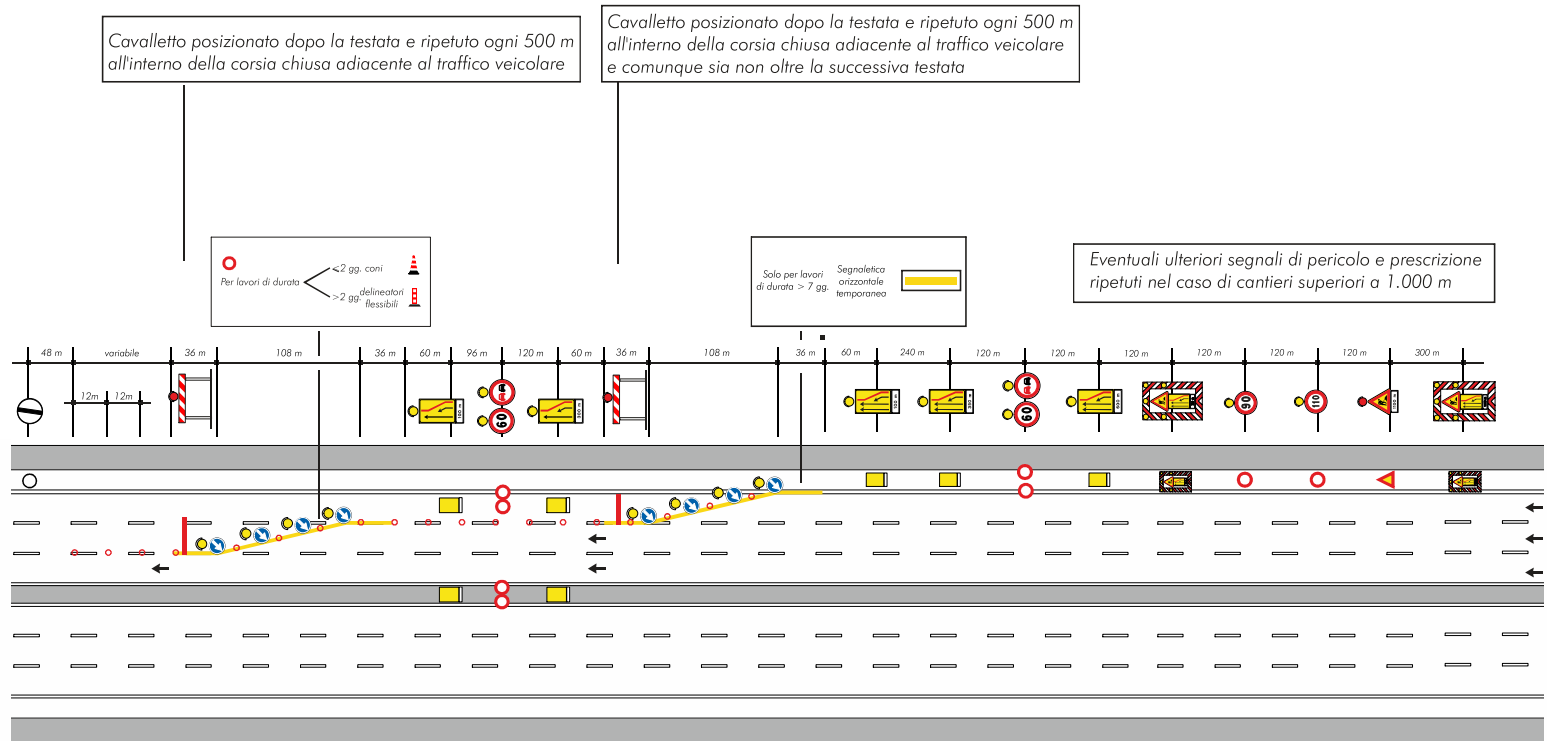 Cavalletto posizionato dopo la testata e ripetuto ogni 500 m
all'interno della corsia chiusa adiacente al traffico veicolare
Cavalletto posizionato dopo la testata e ripetuto ogni 500 m
all'interno della corsia chiusa adiacente al traffico veicolare
e comunque sia non oltre la successiva testata
Per lavori di durata
⩽2 gg. coni
>2 gg. delineatori
flessibili
Solo per lavori
di durata > 7 gg.
Segnaletica
orizzontale
temporanea
Eventuali ulteriori segnali di pericolo e prescrizione
ripetuti nel caso di cantieri superiori a 1.000 m
48 m variabile 36 m 108 m 36 m 60 m 96 m 120 m 60 m 36 m 108 m 36 m 60 m 240 m 120 m 120 m 120 m 120 m 120 m 120 m 300 m
12m 12m
60
60
90
110